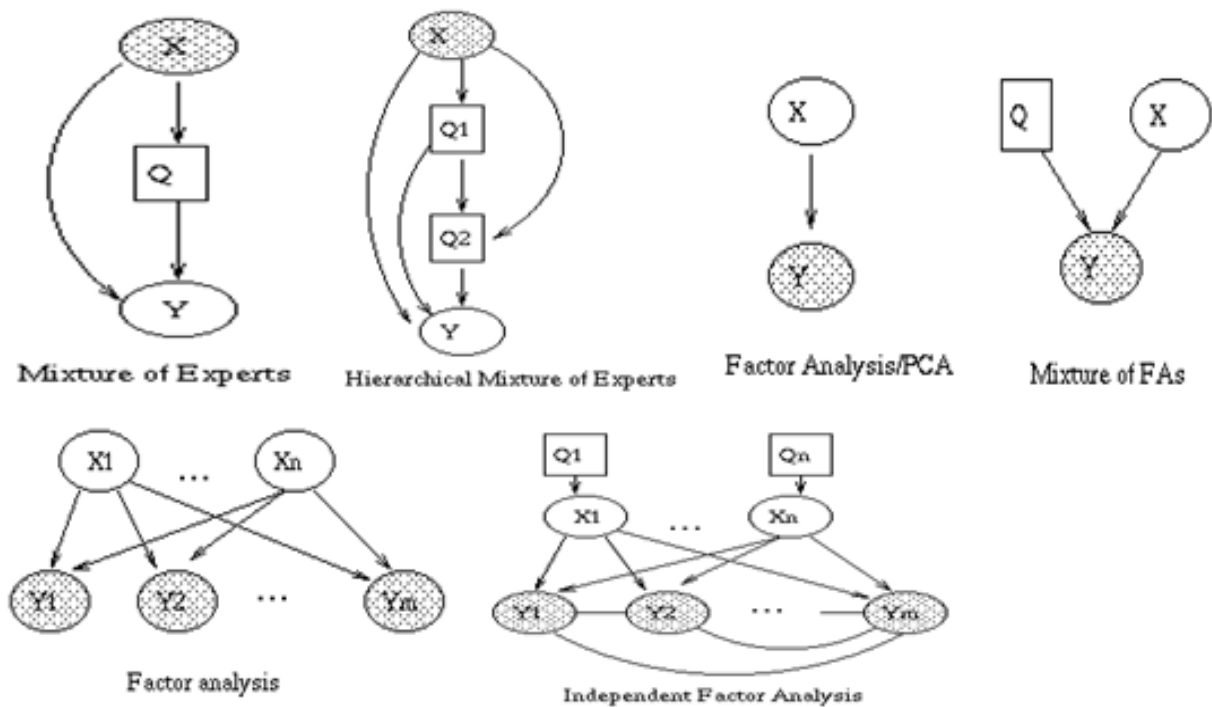 X
Q
Y
Mixture of Experts
X
Q1
Q2
Y
Hierarchical Mixture of Experts
X
Y
Factor Analysis/PCA
Q X
Y
Mixture of FAs
X1 ... Xn
Y1 Y2 ... Ym
Factor analysis
Q1 Qn
X1 ... Xn
Y1 Y2 ... Ym
Independent Factor Analysis